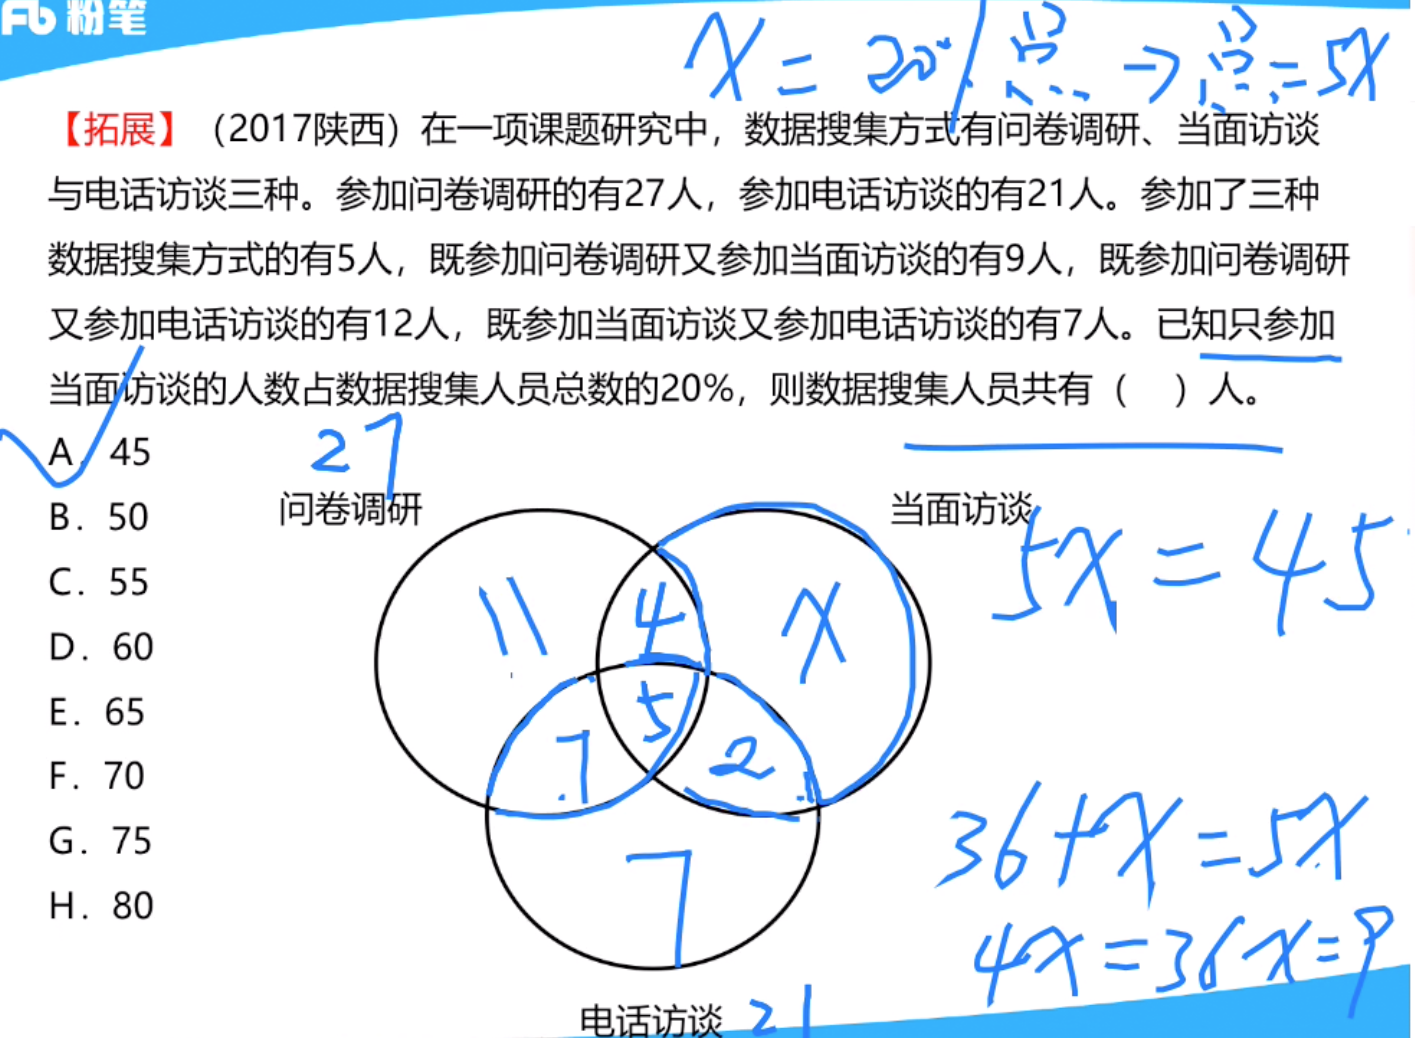 粉笔
x = 20% 总 → 总 = 5x
【拓展】（2017陕西）在一项课题研究中，数据搜集方式有问卷调研、当面访谈
与电话访谈三种。参加问卷调研的有27人，参加电话访谈的有21人。参加了三种
数据搜集方式的有5人，既参加问卷调研又参加当面访谈的有9人，既参加问卷调研
又参加电话访谈的有12人，既参加当面访谈又参加电话访谈的有7人。已知只参加
当面访谈的人数占数据搜集人员总数的20%，则数据搜集人员共有（　）人。
A. 45
B. 50
C. 55
D. 60
E. 65
F. 70
G. 75
H. 80
27
问卷调研
当面访谈
5x = 45
11
4
x
5
7
2
7
36+x=5x
4x=36 x=9
电话访谈 21